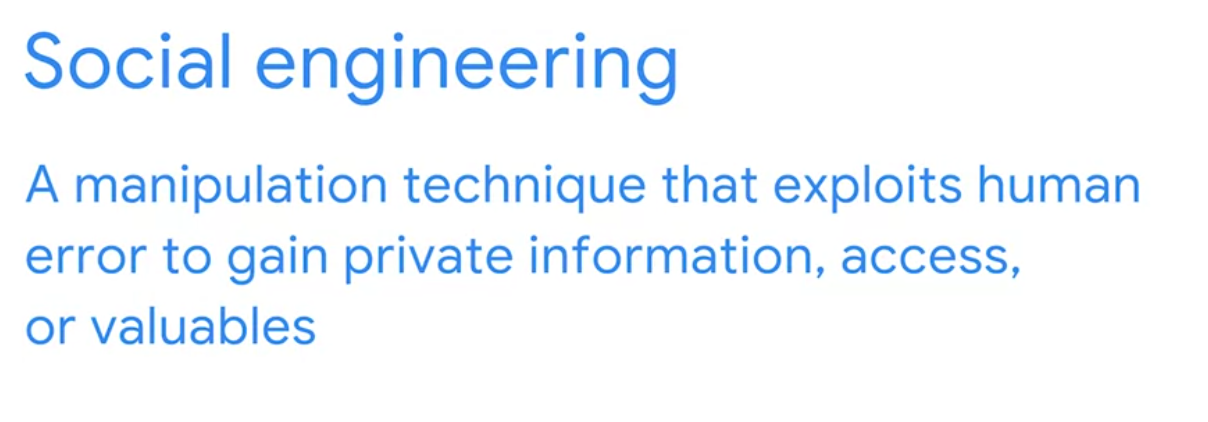 Social engineering
A manipulation technique that exploits human
error to gain private information, access,
or valuables